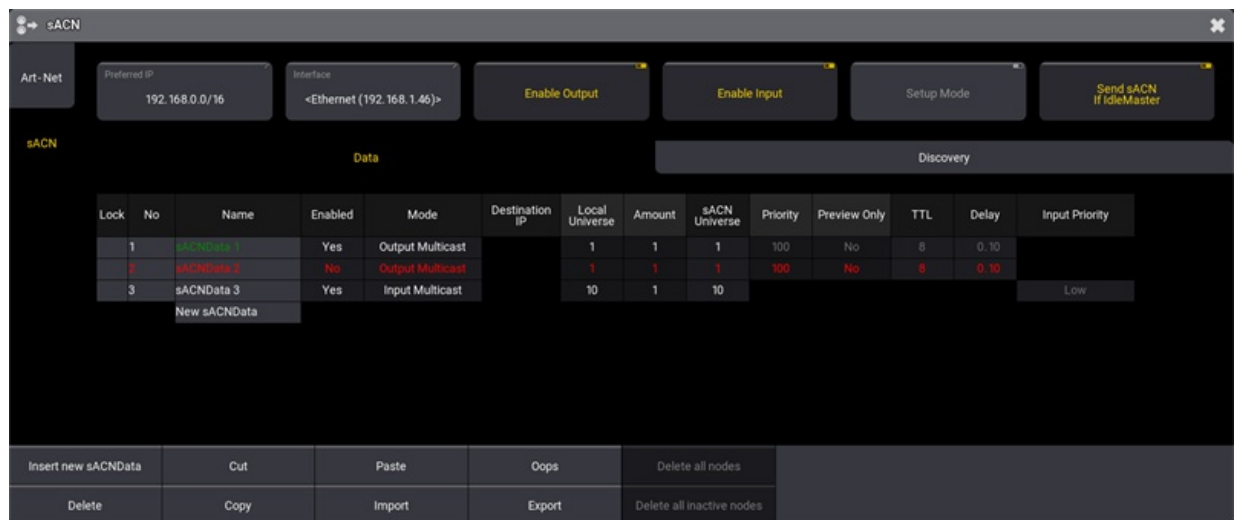 sACN
Art-Net
Preferred IP
192.168.0.0/16
Interface
<Ethernet (192.168.1.46)>
Enable Output
Enable Input
Setup Mode
Send sACN
If IdleMaster
sACN
Data
Discovery
Lock No Name Enabled Mode Destination IP Local Universe Amount sACN Universe Priority Preview Only TTL Delay Input Priority
1 sACNData 1 Yes Output Multicast 1 1 1 100 No 8 0.10
2 sACNData 2 No Output Multicast 1 1 1 100 No 8 0.10
3 sACNData 3 Yes Input Multicast 10 1 10 Low
New sACNData
Insert new sACNData Cut Paste Oops Delete all nodes
Delete Copy Import Export Delete all inactive nodes